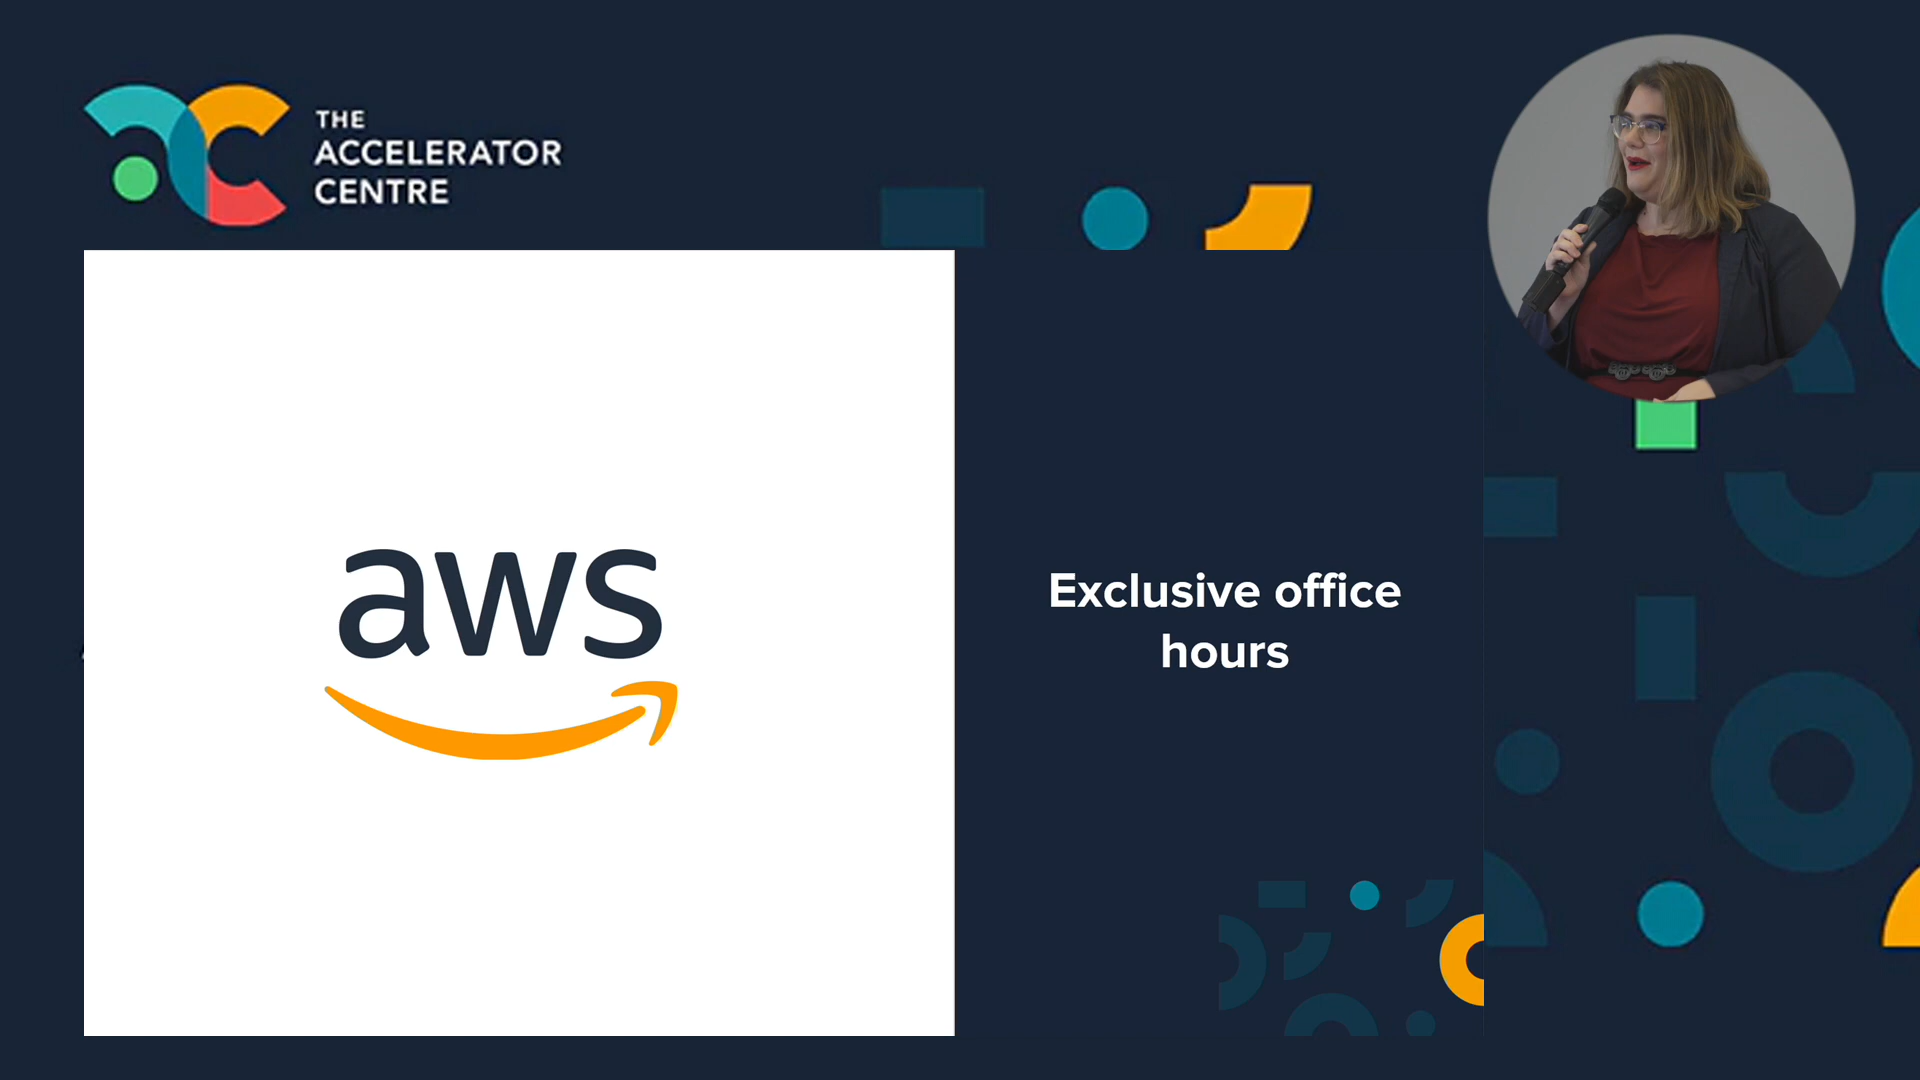 THE
ACCELERATOR
CENTRE
aws
Exclusive office
hours